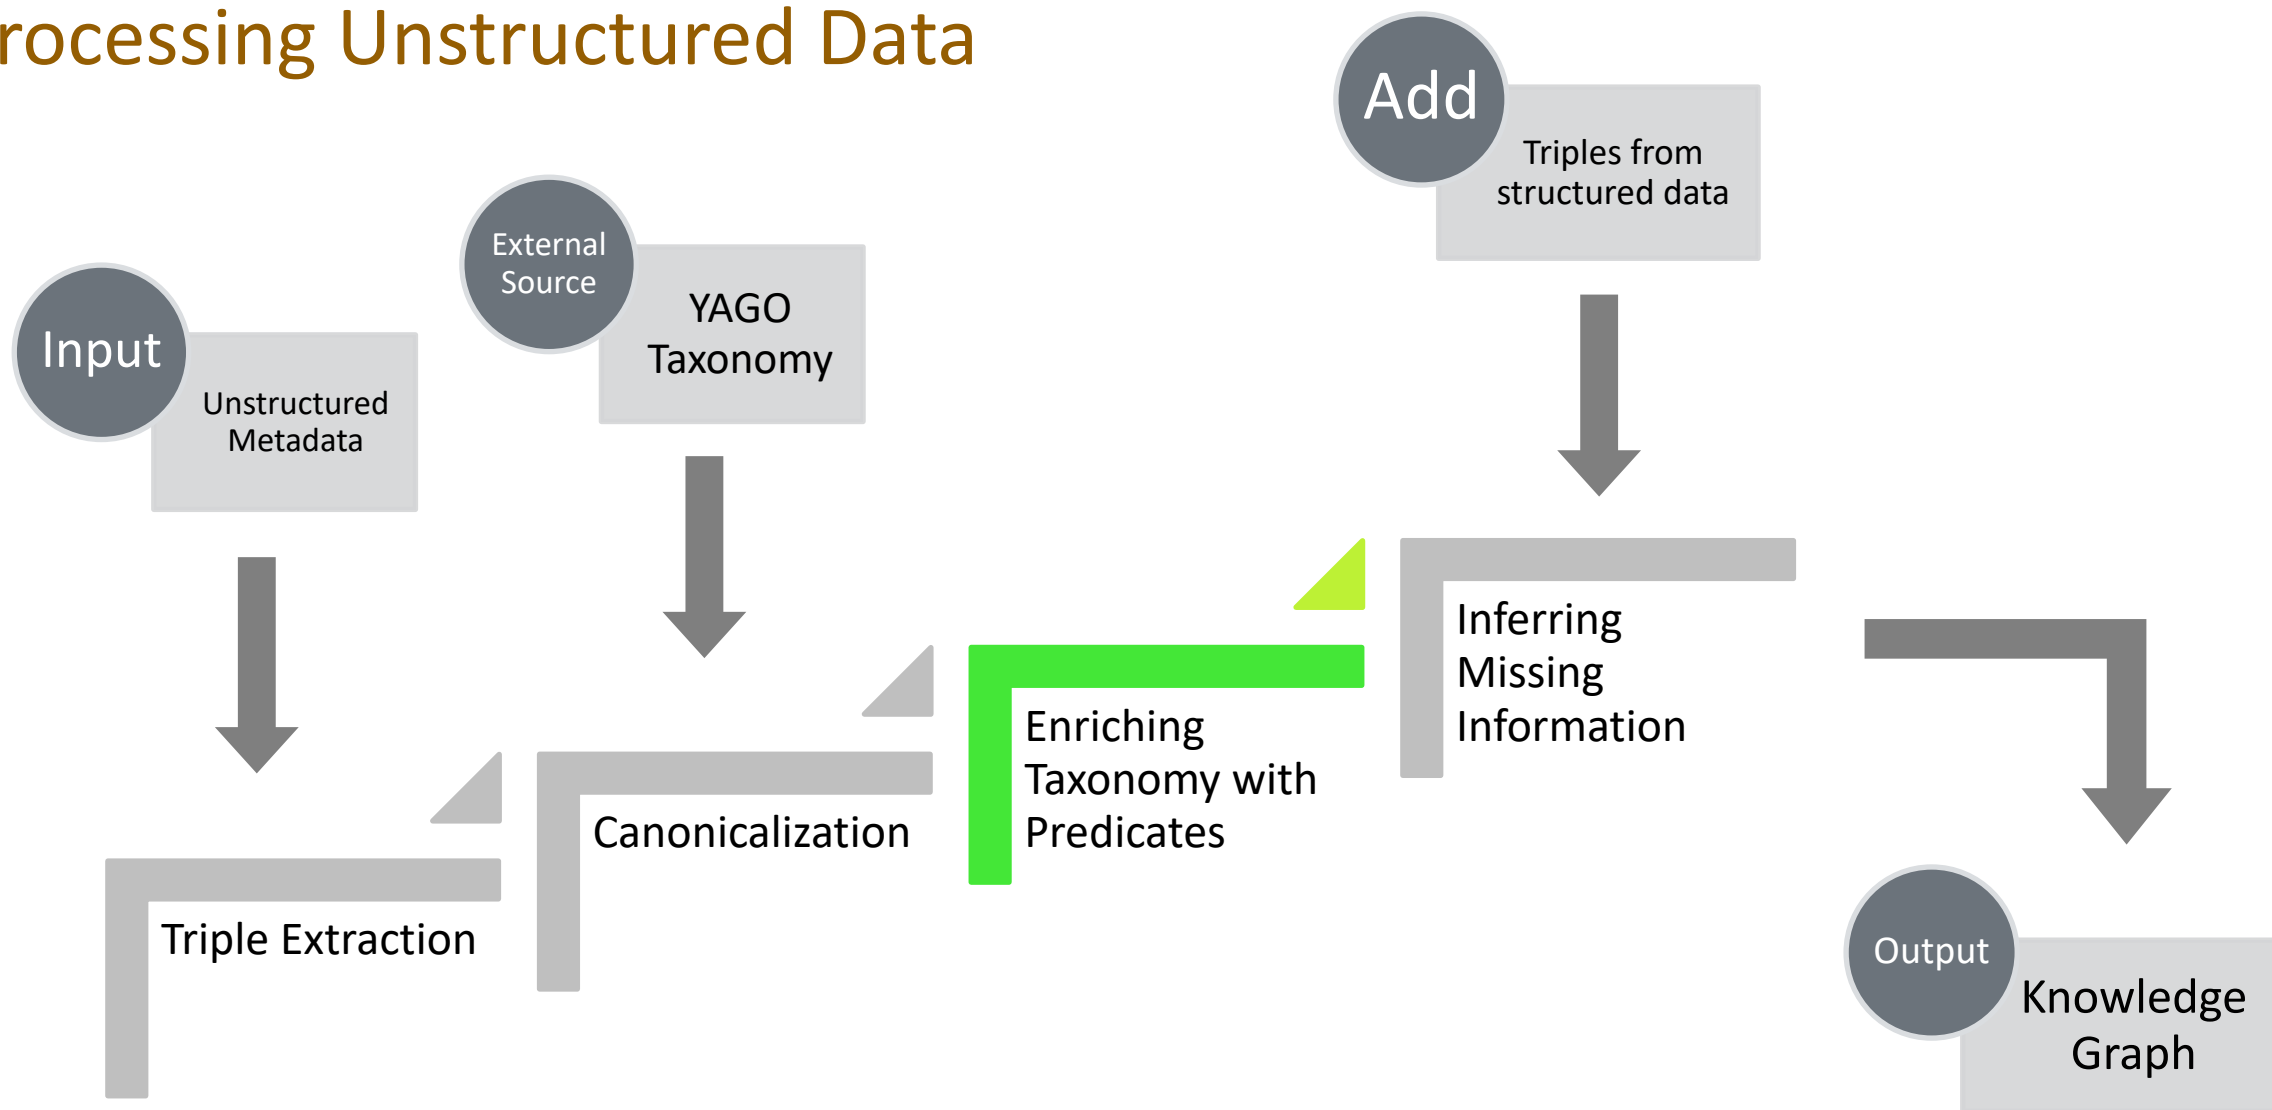 rocessing Unstructured Data
Add
Triples from
structured data
External
Source
YAGO
Taxonomy
Input
Unstructured
Metadata
Inferring
Missing
Information
Enriching
Taxonomy with
Predicates
Canonicalization
Triple Extraction
Output
Knowledge
Graph